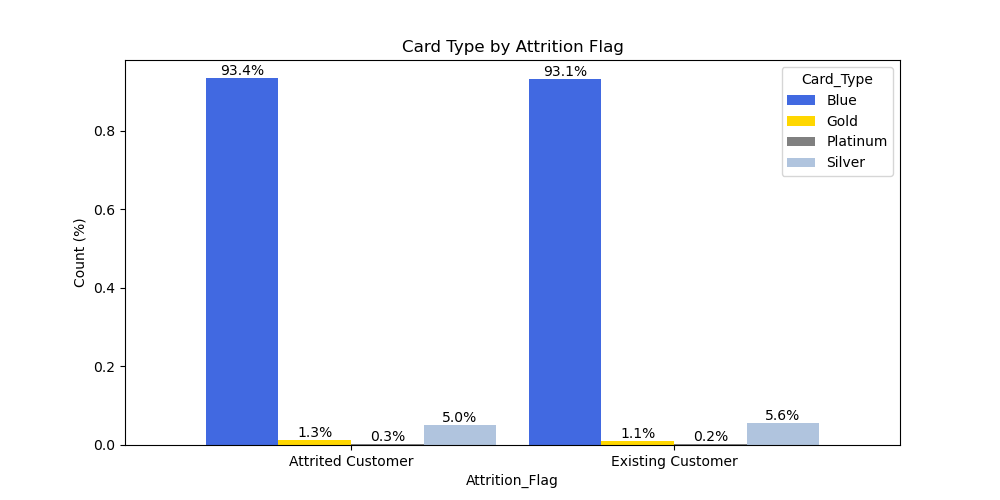 Card Type by Attrition Flag
93.4%
1.3%
0.3%
5.0%
93.1%
1.1%
0.2%
5.6%
Card_Type
Blue
Gold
Platinum
Silver
Count (%)
0.8
0.6
0.4
0.2
0.0
Attrited Customer
Existing Customer
Attrition_Flag